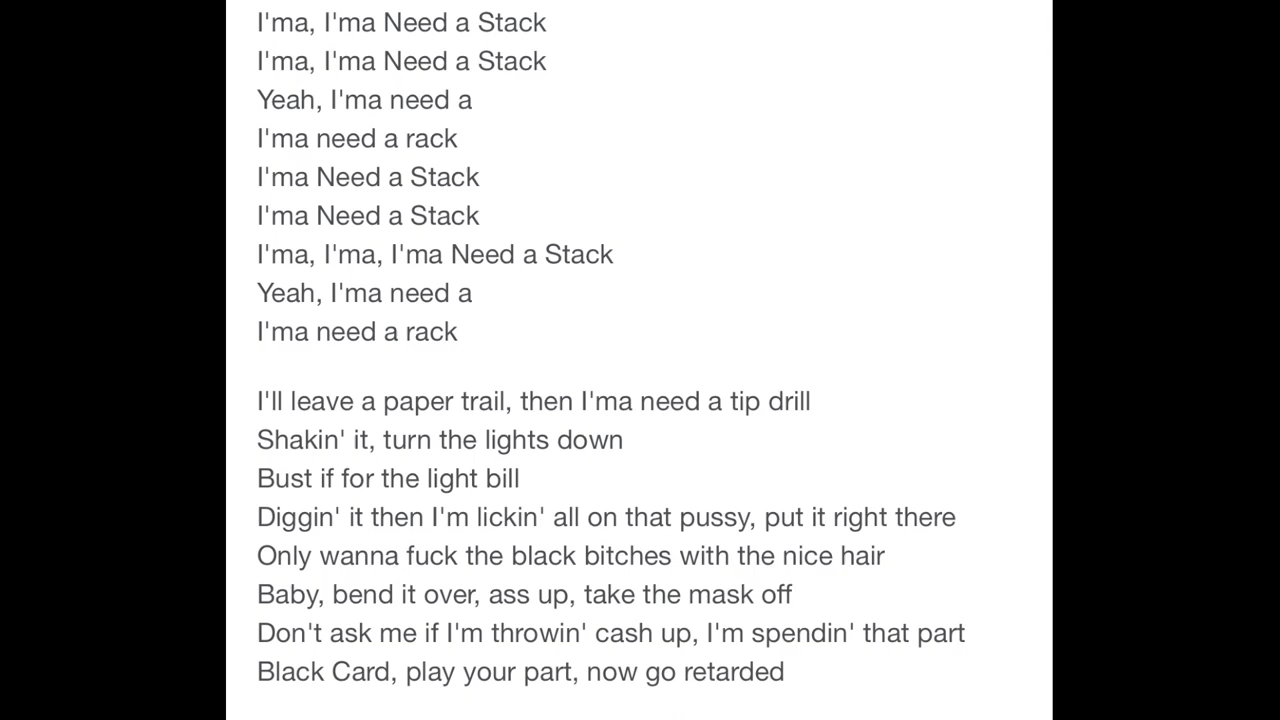 I'ma, I'ma Need a Stack
I'ma, I'ma Need a Stack
Yeah, I'ma need a
I'ma need a rack
I'ma Need a Stack
I'ma Need a Stack
I'ma, I'ma, I'ma Need a Stack
Yeah, I'ma need a
I'ma need a rack
I'll leave a paper trail, then I'ma need a tip drill
Shakin' it, turn the lights down
Bust if for the light bill
Diggin' it then I'm lickin' all on that pussy, put it right there
Only wanna fuck the black bitches with the nice hair
Baby, bend it over, ass up, take the mask off
Don't ask me if I'm throwin' cash up, I'm spendin' that part
Black Card, play your part, now go retarded